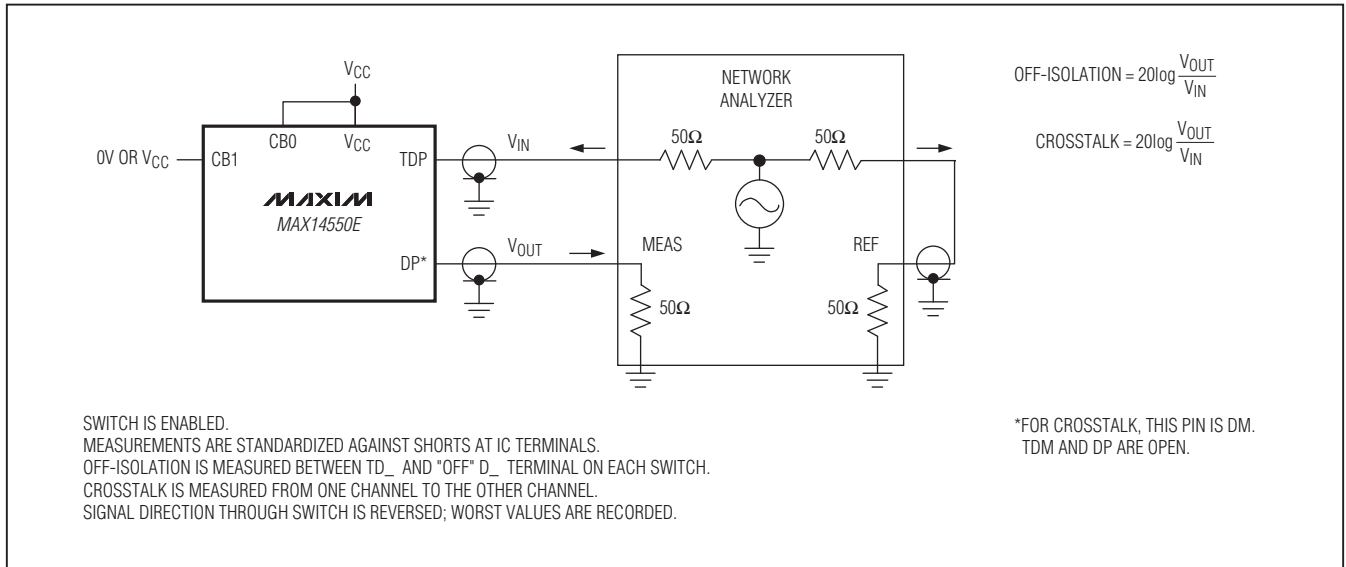 VCC
CB0
VCC
0V OR VCC
CB1
TDP
MAXIM
MAX14550E
DP*
VIN
VOUT
NETWORK
ANALYZER
50Ω
50Ω
MEAS
REF
50Ω
50Ω
OFF-ISOLATION = 20log VOUT/VIN
CROSSTALK = 20log VOUT/VIN
SWITCH IS ENABLED.
MEASUREMENTS ARE STANDARDIZED AGAINST SHORTS AT IC TERMINALS.
OFF-ISOLATION IS MEASURED BETWEEN TD_ AND "OFF" D_ TERMINAL ON EACH SWITCH.
CROSSTALK IS MEASURED FROM ONE CHANNEL TO THE OTHER CHANNEL.
SIGNAL DIRECTION THROUGH SWITCH IS REVERSED; WORST VALUES ARE RECORDED.
*FOR CROSSTALK, THIS PIN IS DM.
TDM AND DP ARE OPEN.